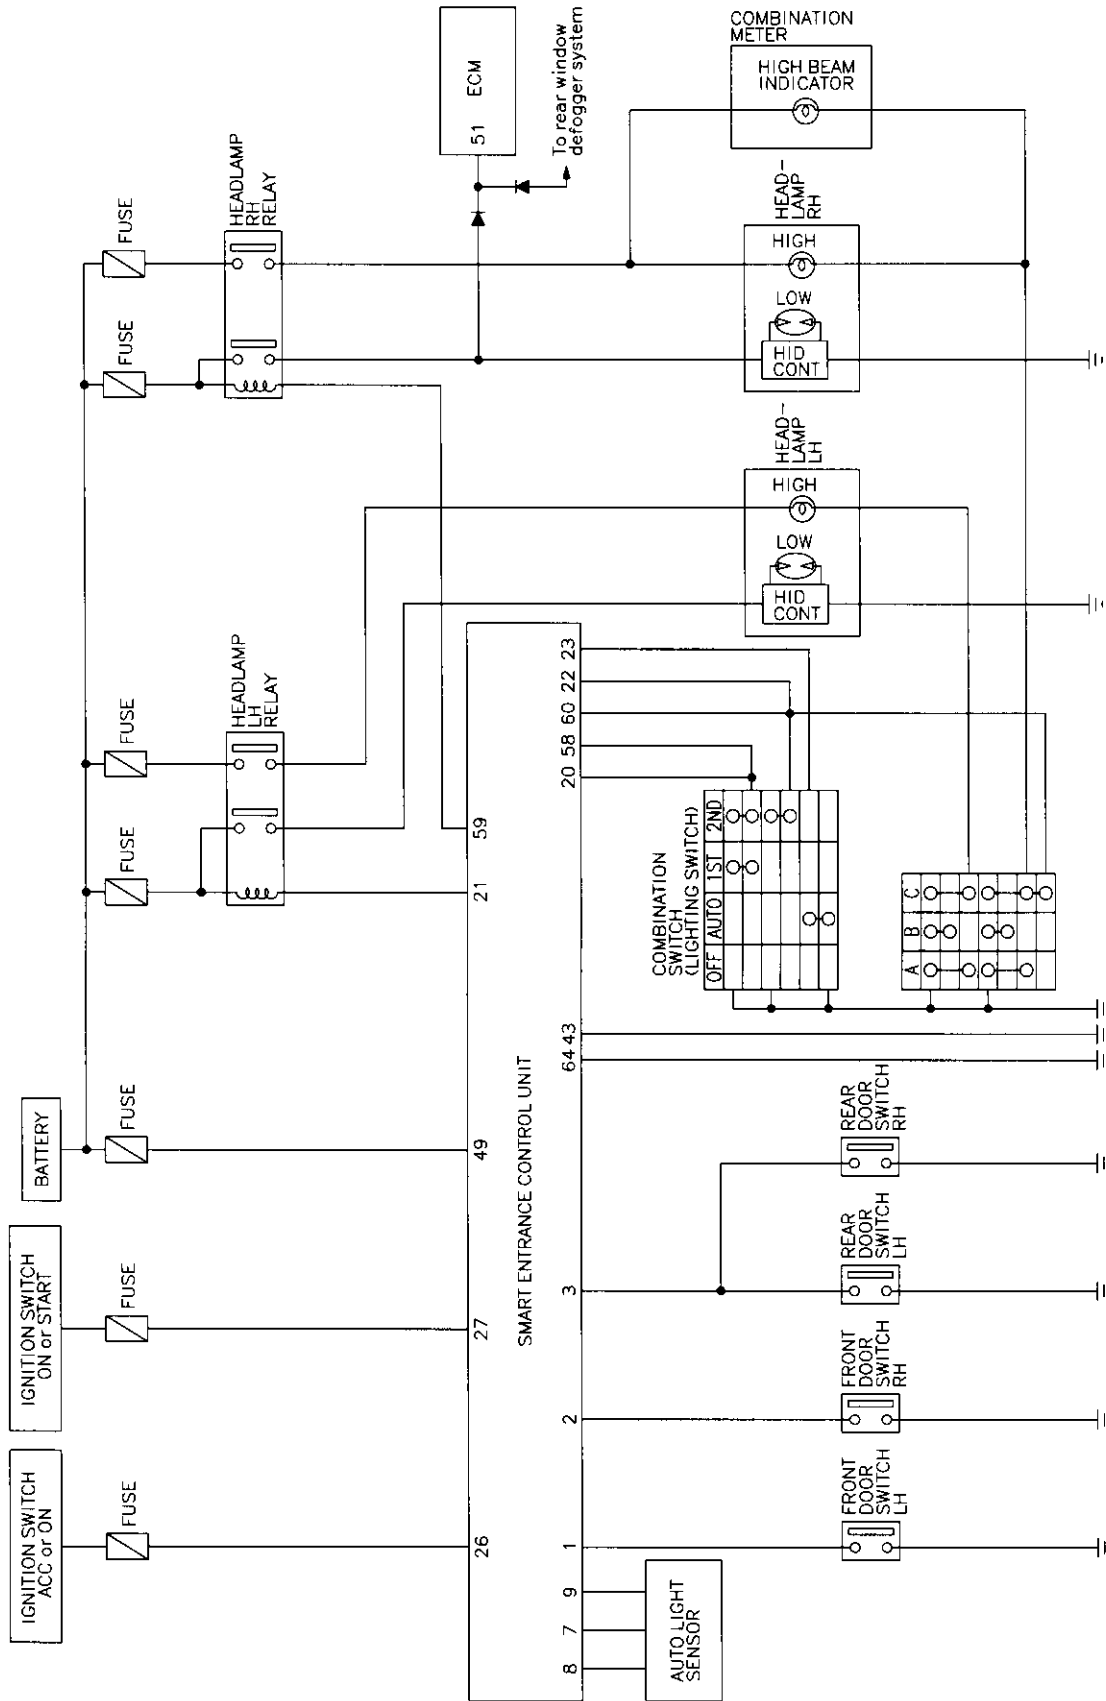 IGNITION SWITCH
ACC or ON
IGNITION SWITCH
ON or START
BATTERY
FUSE
FUSE
FUSE
FUSE
FUSE
FUSE
FUSE
HEADLAMP
LH
RELAY
HEADLAMP
RH
RELAY
ECM
51
To rear window
defogger system
26
27
49
21
59
SMART ENTRANCE CONTROL UNIT
8
7
9
1
2
3
64
43
20
58
60
22
23
AUTO LIGHT
SENSOR
FRONT
DOOR
SWITCH
LH
FRONT
DOOR
SWITCH
RH
REAR
DOOR
SWITCH
LH
REAR
DOOR
SWITCH
RH
COMBINATION
SWITCH
(LIGHTING SWITCH)
OFF AUTO 1ST 2ND
A B C
HEAD-
LAMP
LH
HIGH
LOW
HID
CONT
HEAD-
LAMP
RH
HIGH
LOW
HID
CONT
COMBINATION
METER
HIGH BEAM
INDICATOR